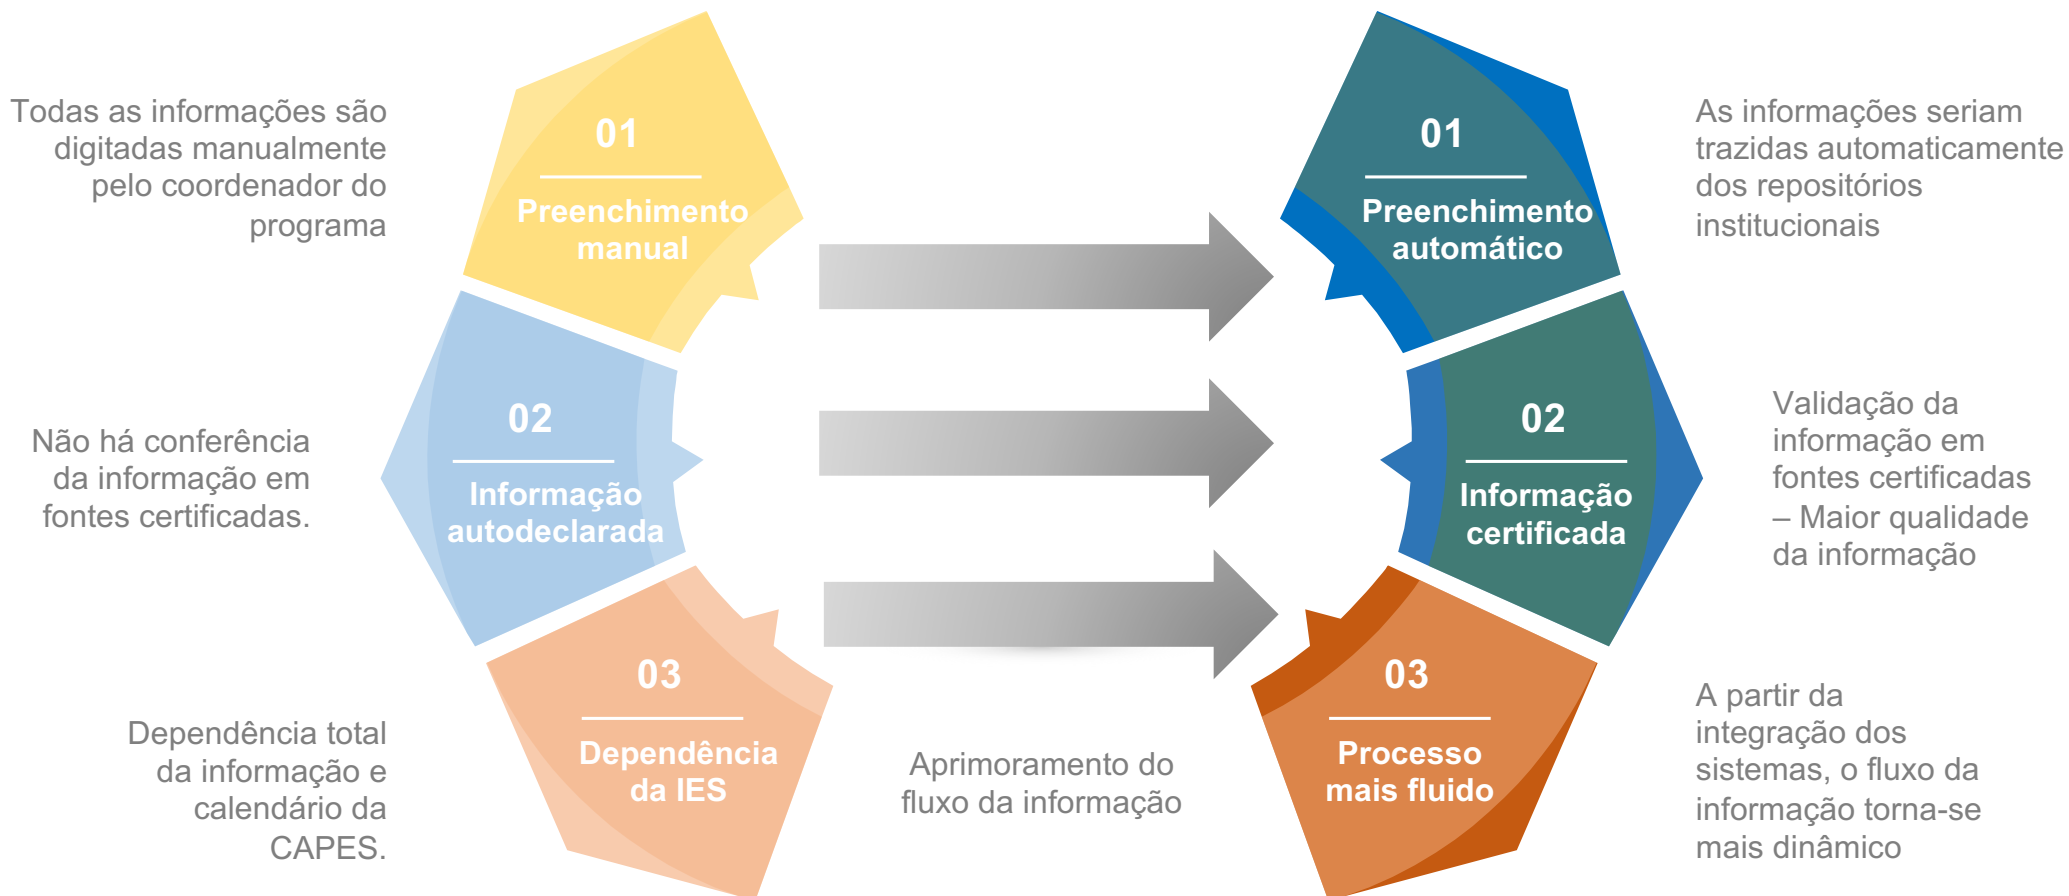 Todas as informações são
digitadas manualmente
pelo coordenador do
programa
01
Preenchimento
manual
Não há conferência
da informação em
fontes certificadas.
02
Informação
autodeclarada
Dependência total
da informação e
calendário da
CAPES.
03
Dependência
da IES
Aprimoramento do
fluxo da informação
01
Preenchimento
automático
As informações seriam
trazidas automaticamente
dos repositórios
institucionais
02
Informação
certificada
Validação da
informação em
fontes certificadas
– Maior qualidade
da informação
03
Processo
mais fluido
A partir da
integração dos
sistemas, o fluxo da
informação torna-se
mais dinâmico